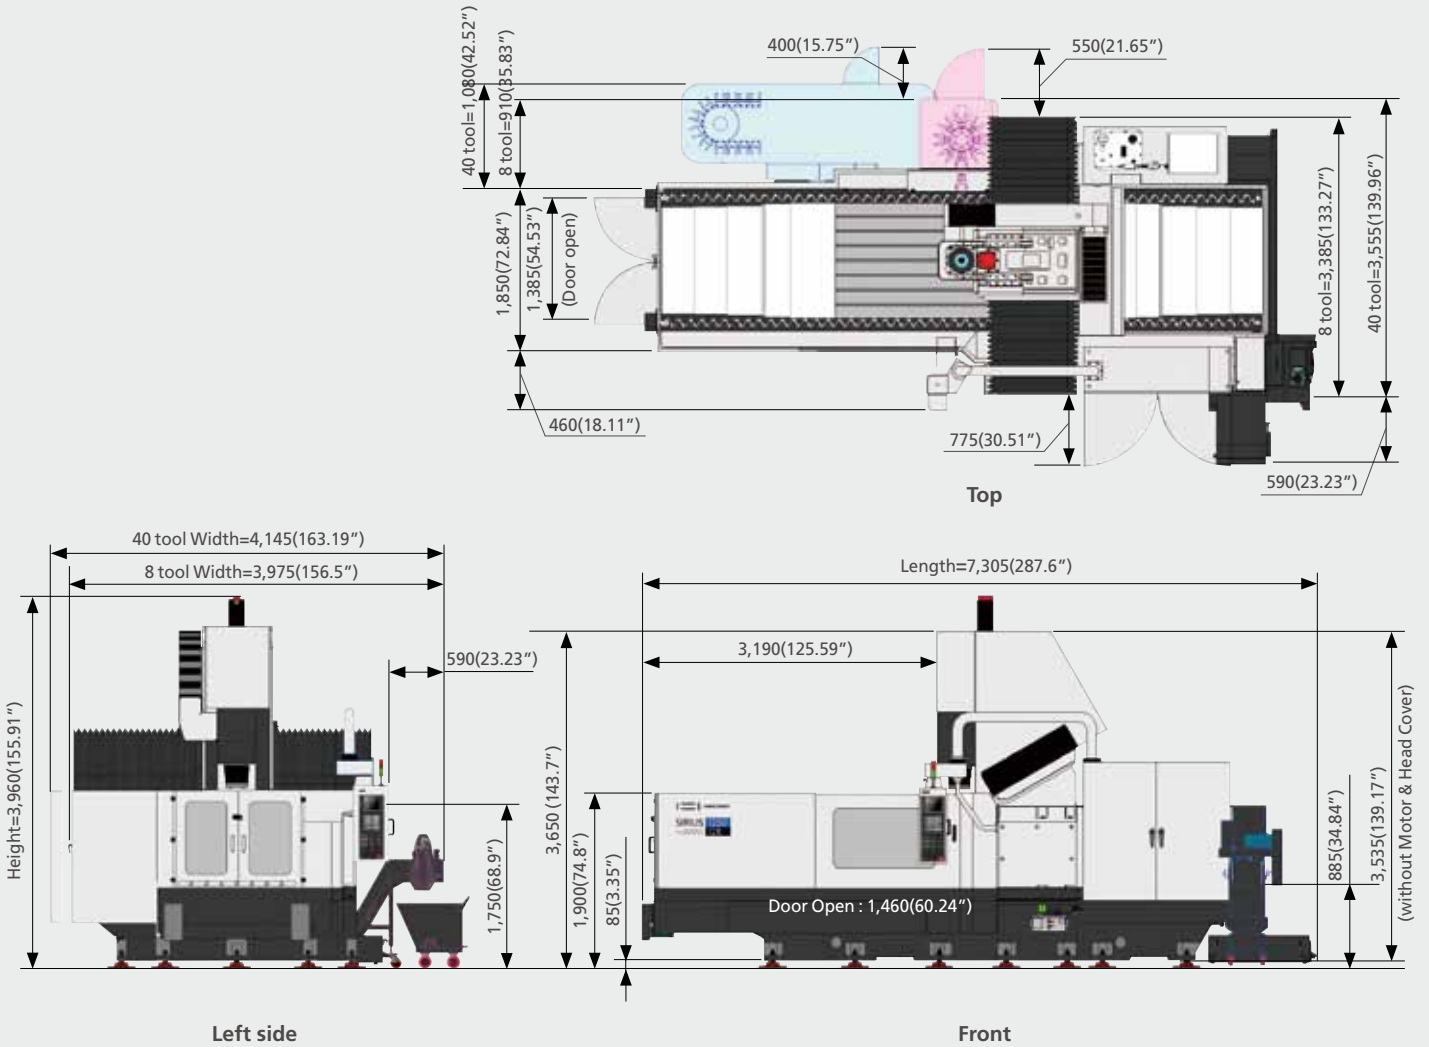 40 tool=1,080(42.52″)
8 tool=910(35.83″)
400(15.75″)
550(21.65″)
1,850(72.84″)
1,385(54.53″)
(Door open)
8 tool=3,385(133.27″)
40 tool=3,555(139.96″)
460(18.11″)
775(30.51″)
590(23.23″)
Top
40 tool Width=4,145(163.19″)
8 tool Width=3,975(156.5″)
590(23.23″)
Height=3,960(155.91″)
1,750(68.9″)
Left side
Length=7,305(287.6″)
3,190(125.59″)
3,650 (143.7″)
1,900(74.8″)
85(3.35″)
SIRIUS
Door Open : 1,460(60.24″)
885(34.84″)
3,535(139.17″)
(without Motor & Head Cover)
Front